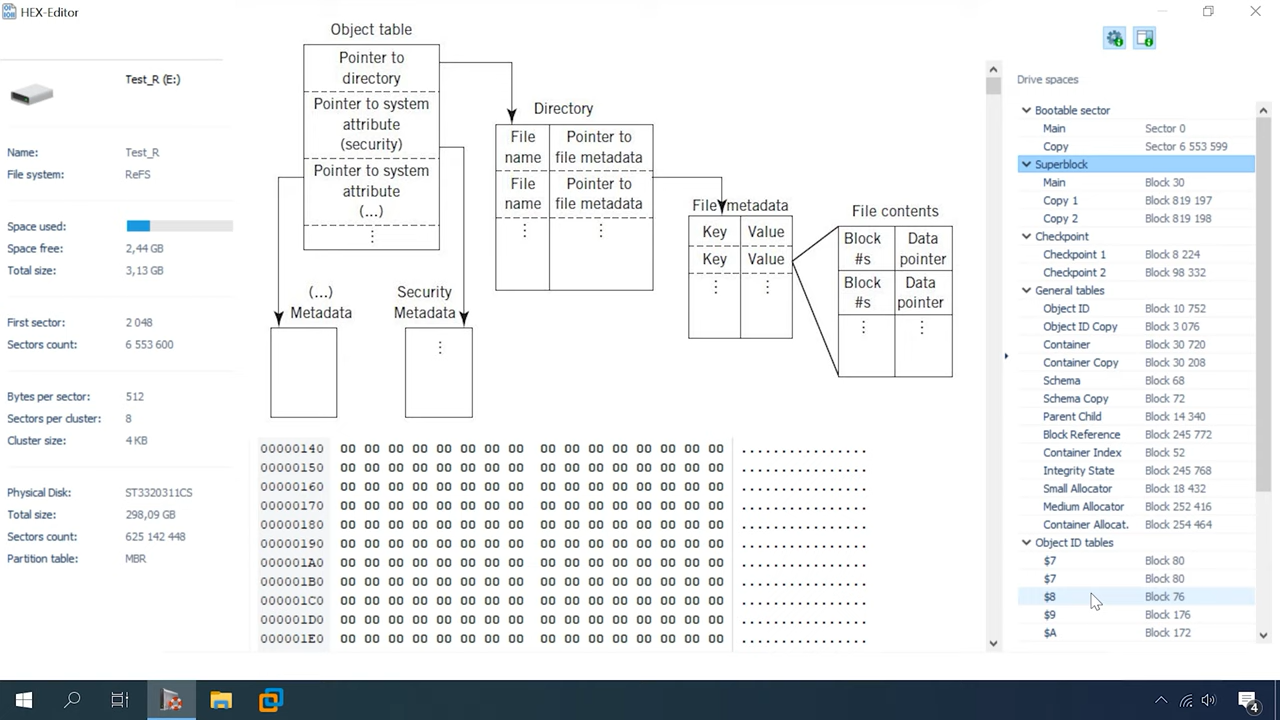 HEX-Editor
Test_R (E:)
Name: Test_R
File system: ReFS
Space used:
Space free: 2,44 GB
Total size: 3,13 GB
First sector: 2 048
Sectors count: 6 553 600
Bytes per sector: 512
Sectors per cluster: 8
Cluster size: 4 KB
Physical Disk: ST3320311CS
Total size: 298,09 GB
Sectors count: 625 142 448
Partition table: MBR
Object table
Pointer to
directory
Pointer to system
attribute
(security)
Pointer to system
attribute
(...)
⋮
(...)
Metadata
Security
Metadata
⋮
Directory
File name Pointer to file metadata
File name Pointer to file metadata
⋮ ⋮
File metadata
Key Value
Key Value
⋮ ⋮
File contents
Block #s Data pointer
Block #s Data pointer
⋮ ⋮
00000140 00 00 00 00 00 00 00 00 00 00 00 00 00 00 00 00 ................
00000150 00 00 00 00 00 00 00 00 00 00 00 00 00 00 00 00 ................
00000160 00 00 00 00 00 00 00 00 00 00 00 00 00 00 00 00 ................
00000170 00 00 00 00 00 00 00 00 00 00 00 00 00 00 00 00 ................
00000180 00 00 00 00 00 00 00 00 00 00 00 00 00 00 00 00 ................
00000190 00 00 00 00 00 00 00 00 00 00 00 00 00 00 00 00 ................
000001A0 00 00 00 00 00 00 00 00 00 00 00 00 00 00 00 00 ................
000001B0 00 00 00 00 00 00 00 00 00 00 00 00 00 00 00 00 ................
000001C0 00 00 00 00 00 00 00 00 00 00 00 00 00 00 00 00 ................
000001D0 00 00 00 00 00 00 00 00 00 00 00 00 00 00 00 00 ................
000001E0 00 00 00 00 00 00 00 00 00 00 00 00 00 00 00 00 ................
Drive spaces
Bootable sector
Main Sector 0
Copy Sector 6 553 599
Superblock
Main Block 30
Copy 1 Block 819 197
Copy 2 Block 819 198
Checkpoint
Checkpoint 1 Block 8 224
Checkpoint 2 Block 98 332
General tables
Object ID Block 10 752
Object ID Copy Block 3 076
Container Block 30 720
Container Copy Block 30 208
Schema Block 68
Schema Copy Block 72
Parent Child Block 14 340
Block Reference Block 245 772
Container Index Block 52
Integrity State Block 245 768
Small Allocator Block 18 432
Medium Allocator Block 252 416
Container Allocat. Block 254 464
Object ID tables
$7 Block 80
$7 Block 80
$8 Block 76
$9 Block 176
$A Block 172
4